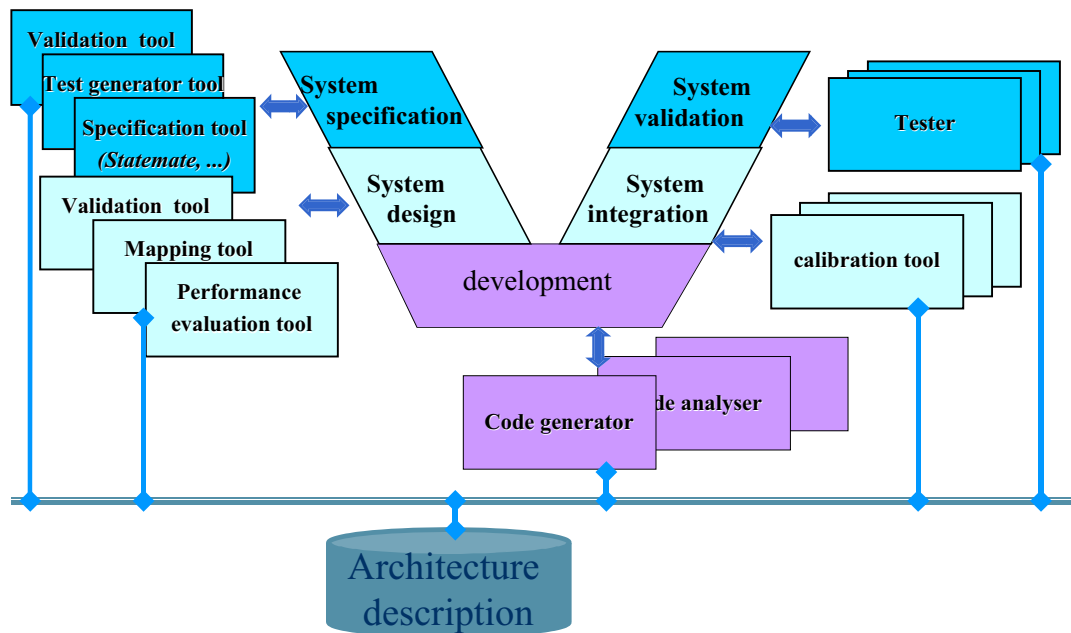 Validation tool
Test generator tool
Specification tool
(Statemate, ...)
Validation tool
Mapping tool
Performance
evaluation tool
System
specification
System
design
System
validation
System
integration
development
Tester
calibration tool
Code generator
de analyser
Architecture
description